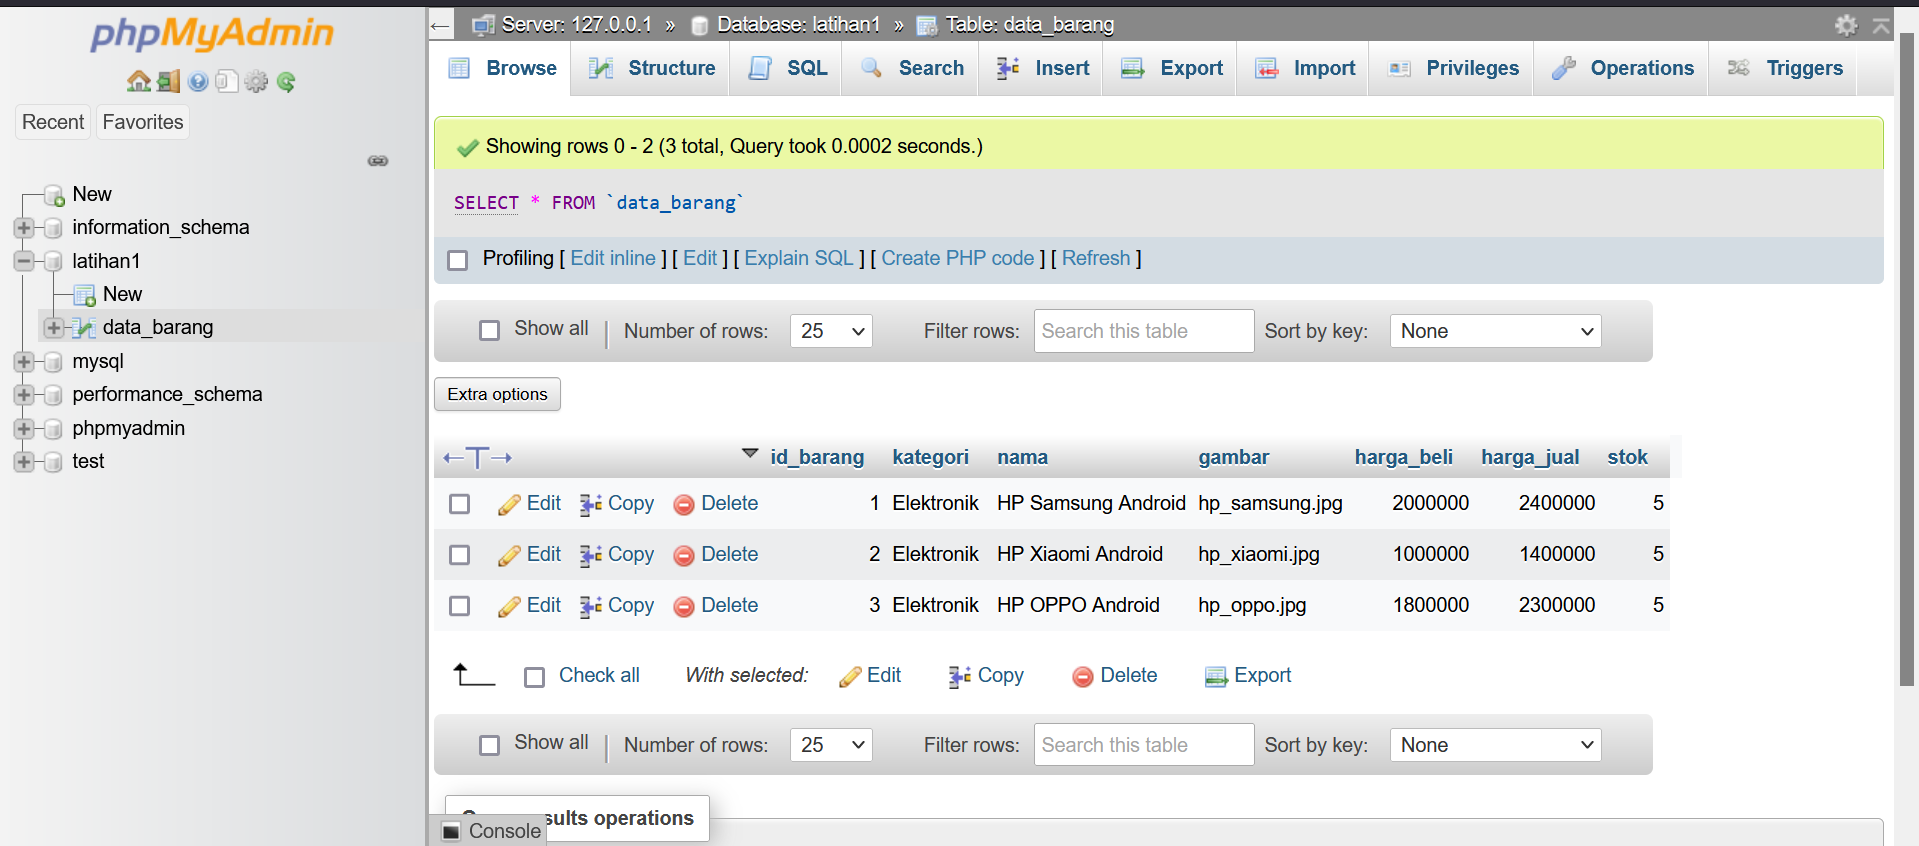 phpMyAdmin
Recent Favorites
New
information_schema
latihan1
New
data_barang
mysql
performance_schema
phpmyadmin
test
Server: 127.0.0.1 » Database: latihan1 » Table: data_barang
Browse Structure SQL Search Insert Export Import Privileges Operations Triggers
Showing rows 0 - 2 (3 total, Query took 0.0002 seconds.)
SELECT * FROM `data_barang`
Profiling [ Edit inline ] [ Edit ] [ Explain SQL ] [ Create PHP code ] [ Refresh ]
Show all | Number of rows: 25 Filter rows: Search this table Sort by key: None
Extra options
←T→ id_barang kategori nama gambar harga_beli harga_jual stok
Edit Copy Delete 1 Elektronik HP Samsung Android hp_samsung.jpg 2000000 2400000 5
Edit Copy Delete 2 Elektronik HP Xiaomi Android hp_xiaomi.jpg 1000000 1400000 5
Edit Copy Delete 3 Elektronik HP OPPO Android hp_oppo.jpg 1800000 2300000 5
Check all With selected: Edit Copy Delete Export
Show all | Number of rows: 25 Filter rows: Search this table Sort by key: None
operations
Console